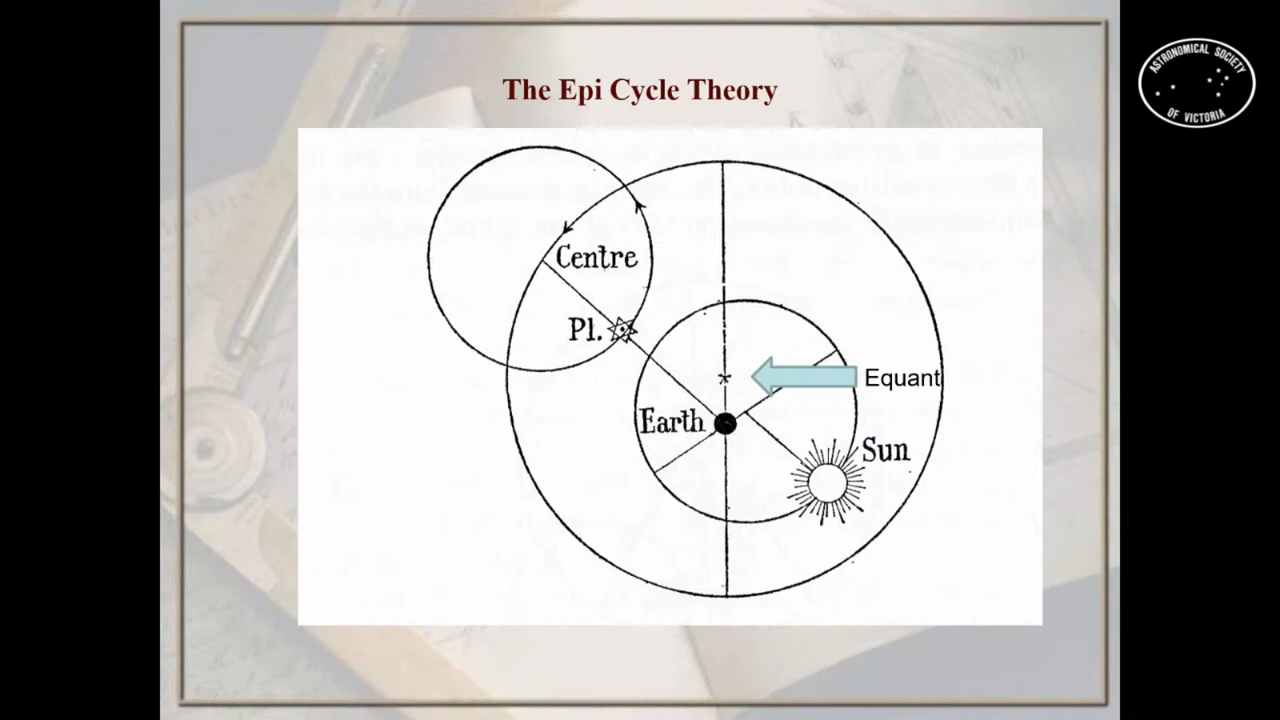 The Epi Cycle Theory
ASTRONOMICAL SOCIETY
OF VICTORIA
Centre
Pl.
Equant
Earth
Sun